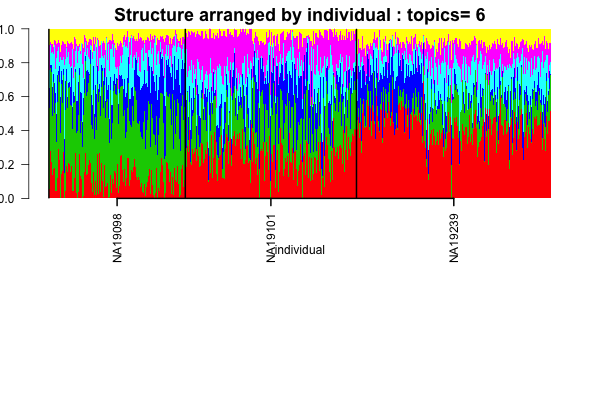 Structure arranged by individual : topics= 6
1.0
0.8
0.6
0.4
0.2
0.0
NA19098
NA19101
NA19239
individual